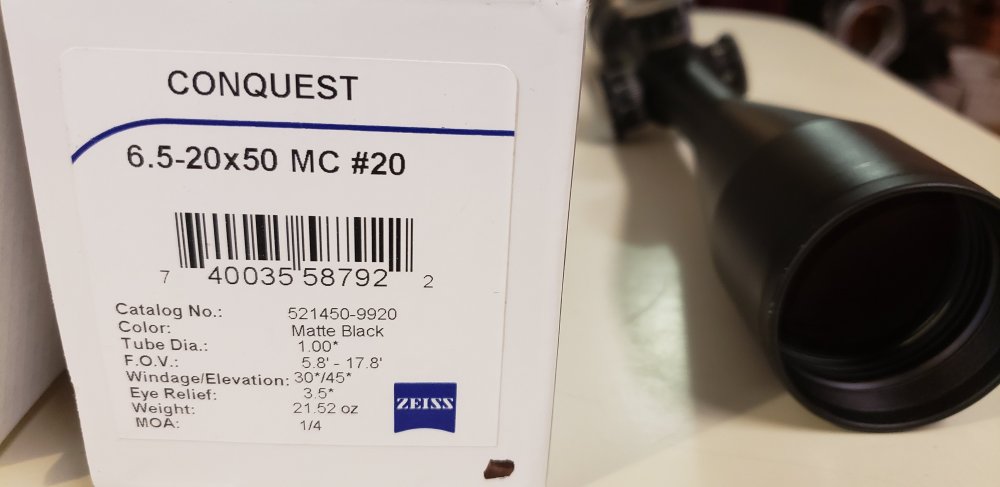 CONQUEST
6.5-20x50 MC #20
7 40035 58792 2
Catalog No.: 521450-9920
Color: Matte Black
Tube Dia.: 1.00*
F.O.V.: 5.8' - 17.8'
Windage/Elevation: 30*/45*
Eye Relief: 3.5*
Weight: 21.52 oz
MOA: 1/4
ZEISS